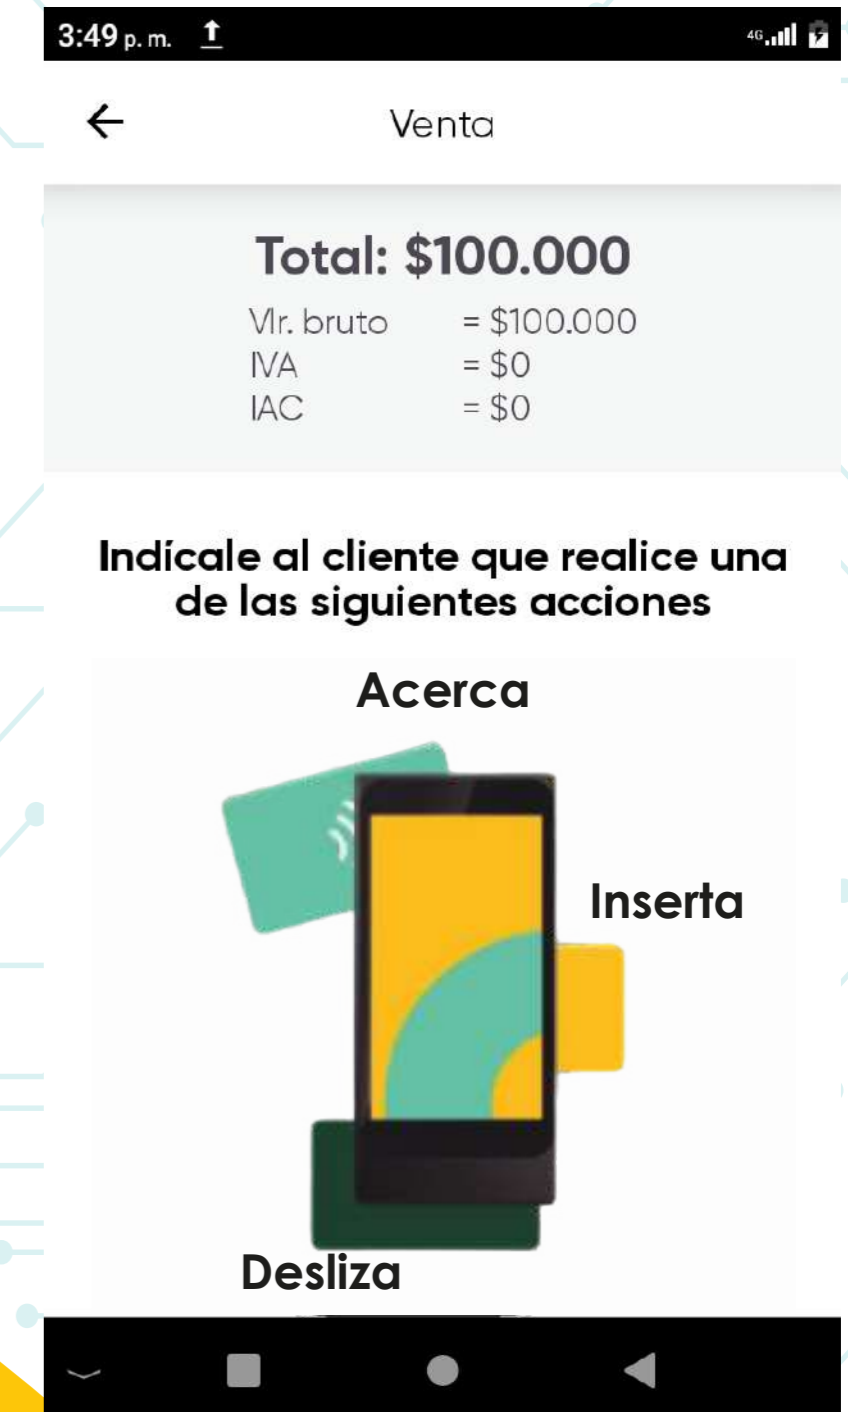 3:49 p. m.
4G
Venta
Total: $100.000
Vlr. bruto = $100.000
IVA = $0
IAC = $0
Indícale al cliente que realice una
de las siguientes acciones
Acerca
Inserta
Desliza